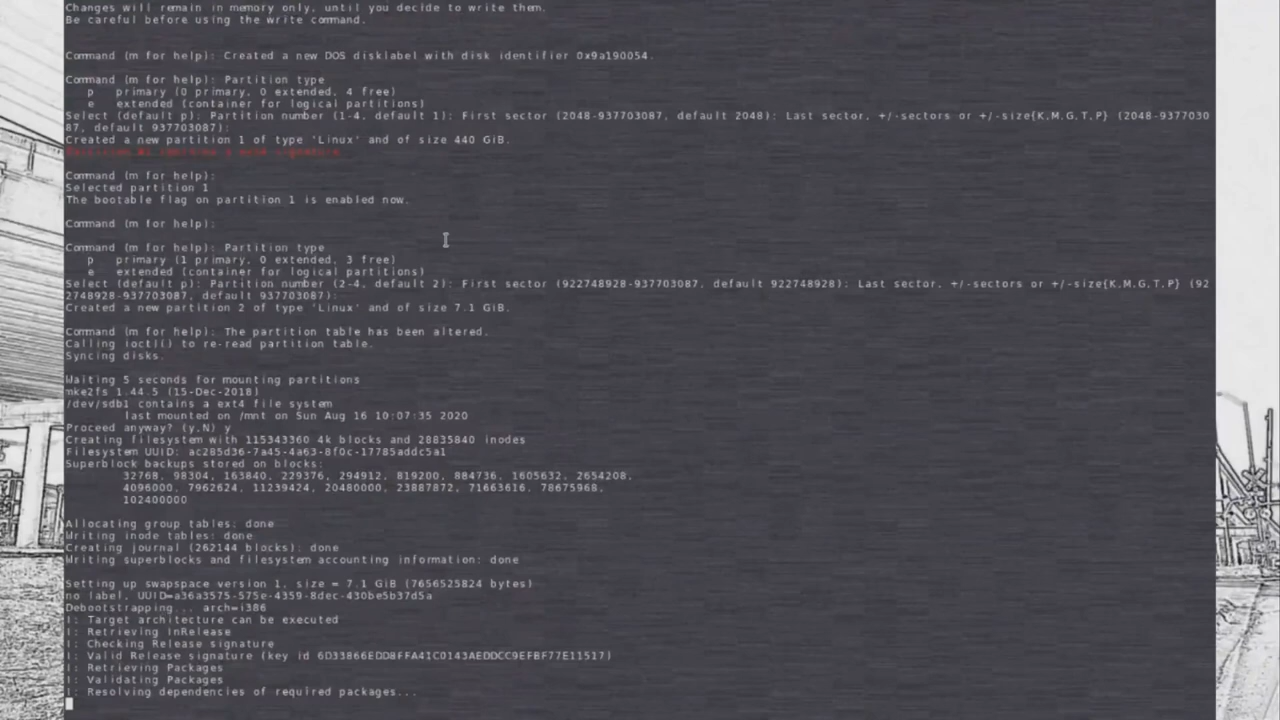 Changes will remain in memory only, until you decide to write them.
Be careful before using the write command.
Command (m for help): Created a new DOS disklabel with disk identifier 0x9a190054.
Command (m for help): Partition type
p primary (0 primary, 0 extended, 4 free)
e extended (container for logical partitions)
Select (default p): Partition number (1-4, default 1): First sector (2048-937703087, default 2048): Last sector, +/-sectors or +/-size{K,M,G,T,P} (2048-9377030
87, default 937703087):
Created a new partition 1 of type 'Linux' and of size 440 GiB.
Command (m for help):
Selected partition 1
The bootable flag on partition 1 is enabled now.
Command (m for help):
Command (m for help): Partition type
p primary (1 primary, 0 extended, 3 free)
e extended (container for logical partitions)
Select (default p): Partition number (2-4, default 2): First sector (922748928-937703087, default 922748928): Last sector, +/-sectors or +/-size{K,M,G,T,P} (92
2748928-937703087, default 937703087):
Created a new partition 2 of type 'Linux' and of size 7.1 GiB.
Command (m for help): The partition table has been altered.
Calling ioctl() to re-read partition table.
Syncing disks.
Waiting 5 seconds for mounting partitions
mke2fs 1.44.5 (15-Dec-2018)
/dev/sdb1 contains a ext4 file system
last mounted on /mnt on Sun Aug 16 10:07:35 2020
Proceed anyway? (y,N) y
Creating filesystem with 115343360 4k blocks and 28835840 inodes
Filesystem UUID: ac285d36-7a45-4a63-8f0c-17785addc5a1
Superblock backups stored on blocks:
32768, 98304, 163840, 229376, 294912, 819200, 884736, 1605632, 2654208,
4096000, 7962624, 11239424, 20480000, 23887872, 71663616, 78675968,
102400000
Allocating group tables: done
Writing inode tables: done
Creating journal (262144 blocks): done
Writing superblocks and filesystem accounting information: done
Setting up swapspace version 1, size = 7.1 GiB (7656525824 bytes)
no label, UUID=a36a3575-575e-4359-8dec-430be5b37d5a
Debootstrapping... arch=i386
I: Target architecture can be executed
I: Retrieving InRelease
I: Checking Release signature
I: Valid Release signature (key id 6D33866EDD8FFA41C0143AEDDCC9EFBF77E11517)
I: Retrieving Packages
I: Validating Packages
I: Resolving dependencies of required packages...